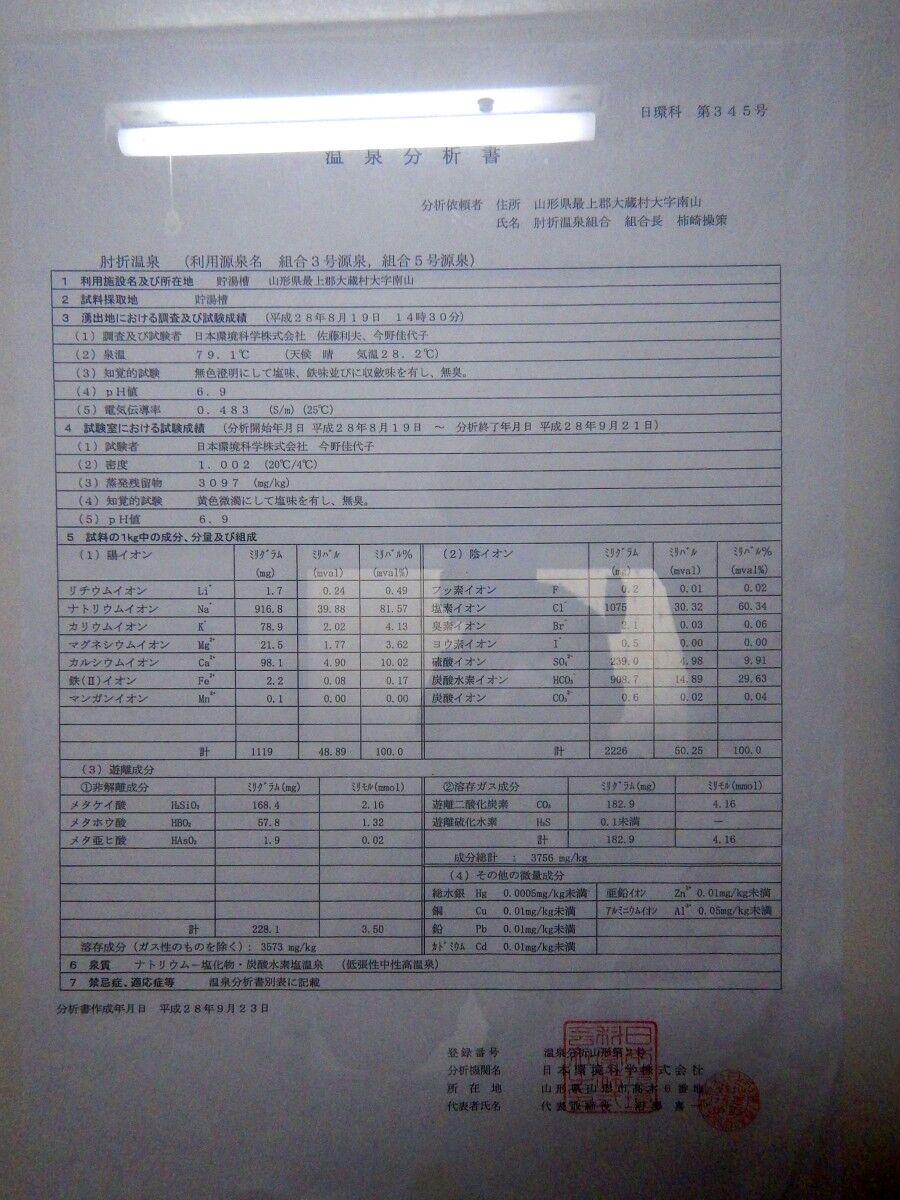 日環科 第345号
温泉分析書
分析依頼者 住所 山形県最上郡大蔵村大字南山
氏名 肘折温泉組合 組合長 柿崎操策
肘折温泉 (利用源泉名 組合3号源泉,組合5号源泉)
1 利用施設名及び所在地 貯湯槽 山形県最上郡大蔵村大字南山
2 試料採取地 貯湯槽
3 湧出地における調査及び試験成績 (平成28年8月19日 14時30分)
(1)調査及び試験者 日本環境科学株式会社 佐藤利夫、今野佳代子
(2)泉温 79.1℃ (天候 晴 気温28.2℃)
(3)知覚的試験 無色澄明にして塩味、鉄味並びに収斂味を有し、無臭。
(4)pH値 6.9
(5)電気伝導率 0.483 (S/m)(25℃)
4 試験室における試験成績 (分析開始年月日 平成28年8月19日 ~ 分析終了年月日 平成28年9月21日)
(1)試験者 日本環境科学株式会社 今野佳代子
(2)密度 1.002 (20℃/4℃)
(3)蒸発残留物 3097 (mg/kg)
(4)知覚的試験 黄色微濁にして塩味を有し、無臭。
(5)pH値 6.9
5 試料の1kg中の成分、分量及び組成
(1)陽イオン ミリグラム(mg) ミリバル(mval) ミリバル%(mval%) (2)陰イオン ミリグラム(mg) ミリバル(mval) ミリバル%(mval%)
リチウムイオン Li⁺ 1.7 0.24 0.49 フッ素イオン F⁻ 0.2 0.01 0.02
ナトリウムイオン Na⁺ 916.8 39.88 81.57 塩素イオン Cl⁻ 1075 30.32 60.34
カリウムイオン K⁺ 78.9 2.02 4.13 臭素イオン Br⁻ 2.1 0.03 0.06
マグネシウムイオン Mg²⁺ 21.5 1.77 3.62 ヨウ素イオン I⁻ 0.5 0.00 0.00
カルシウムイオン Ca²⁺ 98.1 4.90 10.02 硫酸イオン SO₄²⁻ 239.0 4.98 9.91
鉄(Ⅱ)イオン Fe²⁺ 2.2 0.08 0.17 炭酸水素イオン HCO₃⁻ 908.7 14.89 29.63
マンガンイオン Mn²⁺ 0.1 0.00 0.00 炭酸イオン CO₃²⁻ 0.6 0.02 0.04
計 1119 48.89 100.0 計 2226 50.25 100.0
(3)遊離成分
①非解離成分 ミリグラム(mg) ミリモル(mmol) ②溶存ガス成分 ミリグラム(mg) ミリモル(mmol)
メタケイ酸 H₂SiO₃ 168.4 2.16 遊離二酸化炭素 CO₂ 182.9 4.16
メタホウ酸 HBO₂ 57.8 1.32 遊離硫化水素 H₂S 0.1未満 ―
メタ亜ヒ酸 HAsO₂ 1.9 0.02 計 182.9 4.16
成分総計 : 3756 mg/kg
(4)その他の微量成分
総水銀 Hg 0.0005mg/kg未満 亜鉛イオン Zn²⁺ 0.01mg/kg未満
銅 Cu 0.01mg/kg未満 アルミニウムイオン Al³⁺ 0.05mg/kg未満
鉛 Pb 0.01mg/kg未満
計 228.1 3.50
カドミウム Cd 0.01mg/kg未満
溶存成分(ガス性のものを除く): 3573 mg/kg
6 泉質 ナトリウム-塩化物・炭酸水素塩温泉 (低張性中性高温泉)
7 禁忌症、適応症等 温泉分析書別表に記載
分析書作成年月日 平成28年9月23日
登録番号 温泉分析山形第2号
分析機関名 日本環境科学株式会社
所在地 山形県山形市高木6番地
代表者氏名 代表取締役